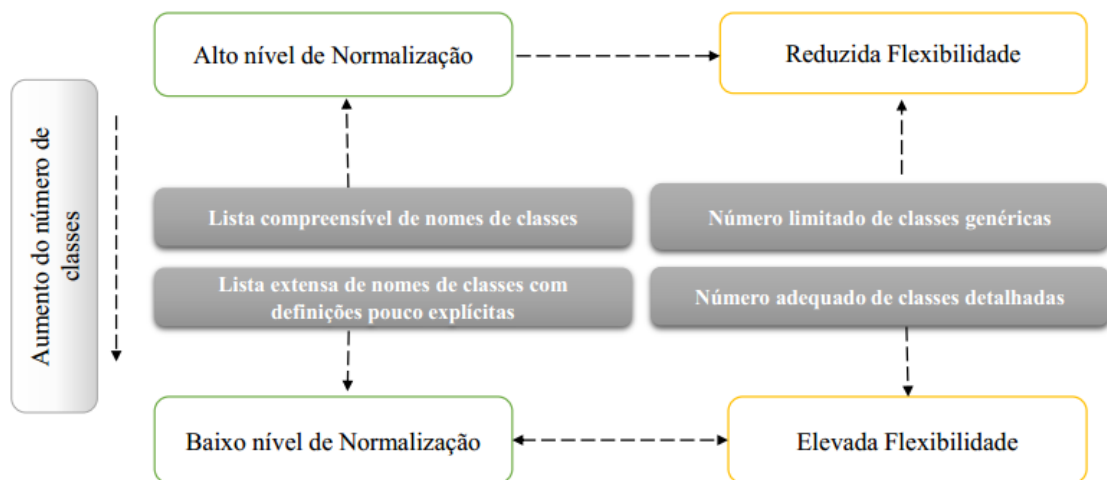 Alto nível de Normalização
Reduzida Flexibilidade
Aumento do número de
classes
Lista compreensível de nomes de classes
Número limitado de classes genéricas
Lista extensa de nomes de classes com
definições pouco explícitas
Número adequado de classes detalhadas
Baixo nível de Normalização
Elevada Flexibilidade